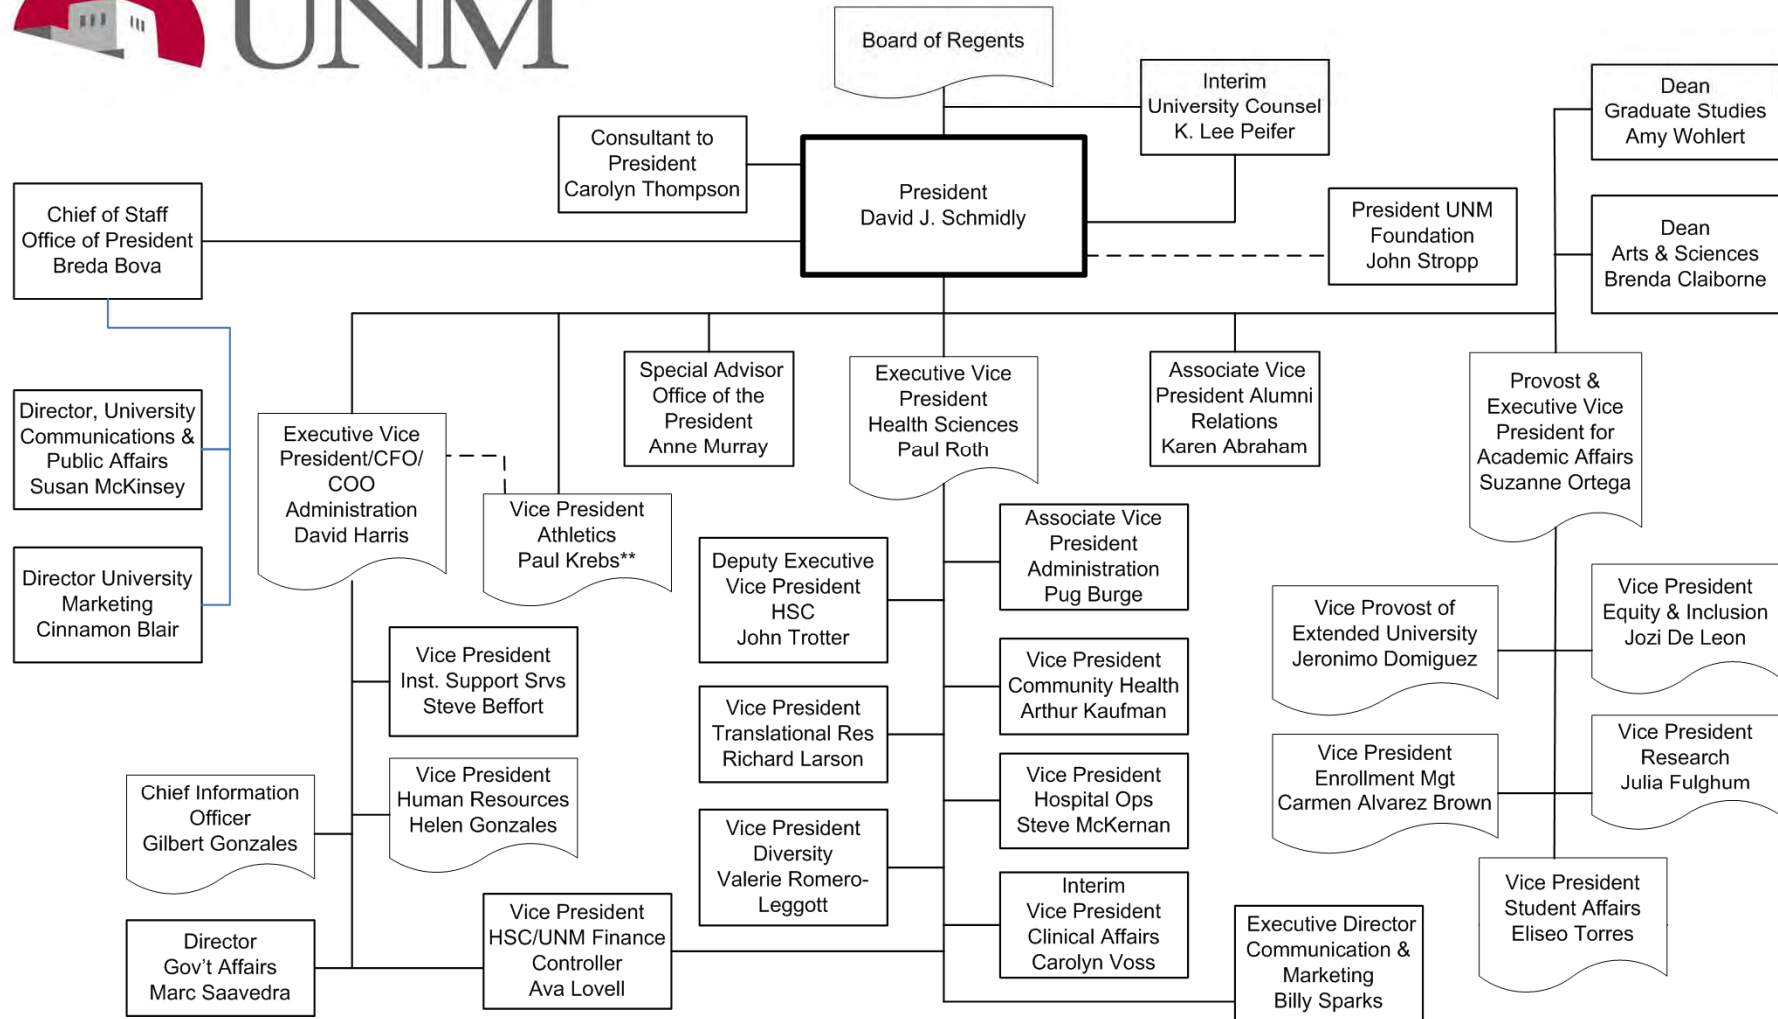 UNM
Board of Regents
Interim
University Counsel
K. Lee Peifer
Dean
Graduate Studies
Amy Wohlert
Consultant to
President
Carolyn Thompson
President
David J. Schmidly
Chief of Staff
Office of President
Breda Bova
President UNM
Foundation
John Stropp
Dean
Arts & Sciences
Brenda Claiborne
Director, University
Communications &
Public Affairs
Susan McKinsey
Executive Vice
President/CFO/
COO
Administration
David Harris
Vice President
Athletics
Paul Krebs**
Special Advisor
Office of the
President
Anne Murray
Executive Vice
President
Health Sciences
Paul Roth
Associate Vice
President Alumni
Relations
Karen Abraham
Provost &
Executive Vice
President for
Academic Affairs
Suzanne Ortega
Director University
Marketing
Cinnamon Blair
Deputy Executive
Vice President
HSC
John Trotter
Associate Vice
President
Administration
Pug Burge
Vice Provost of
Extended University
Jeronimo Domiguez
Vice President
Equity & Inclusion
Jozi De Leon
Vice President
Inst. Support Srvs
Steve Beffort
Vice President
Translational Res
Richard Larson
Vice President
Community Health
Arthur Kaufman
Vice President
Enrollment Mgt
Carmen Alvarez Brown
Vice President
Research
Julia Fulghum
Chief Information
Officer
Gilbert Gonzales
Vice President
Human Resources
Helen Gonzales
Vice President
Diversity
Valerie Romero-
Leggott
Vice President
Hospital Ops
Steve McKernan
Vice President
Student Affairs
Eliseo Torres
Director
Gov't Affairs
Marc Saavedra
Vice President
HSC/UNM Finance
Controller
Ava Lovell
Interim
Vice President
Clinical Affairs
Carolyn Voss
Executive Director
Communication &
Marketing
Billy Sparks